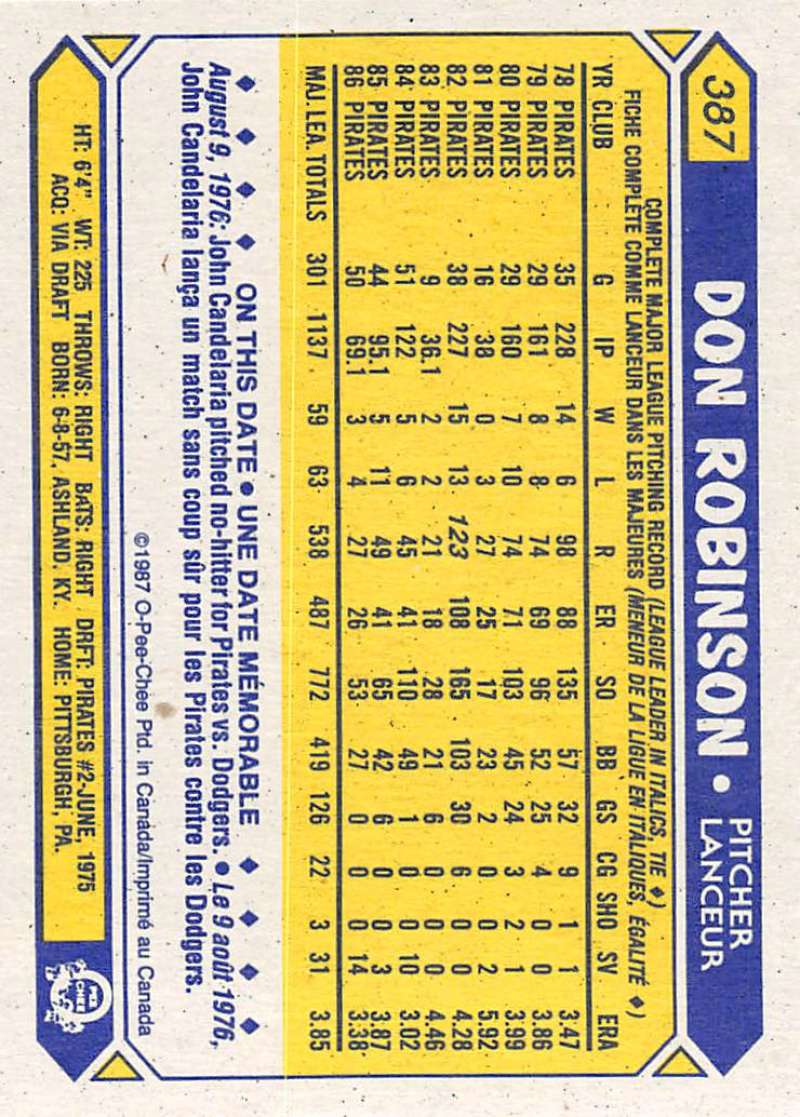 387 DON ROBINSON • PITCHER LANCEUR
COMPLETE MAJOR LEAGUE PITCHING RECORD (LEAGUE LEADER IN ITALICS, TIE ♦)
FICHE COMPLÈTE COMME LANCEUR DANS LES MAJEURES (MENEUR DE LA LIGUE EN ITALIQUES, ÉGALITÉ ♦)
YR CLUB G IP W L R ER SO BB GS CG SHO SV ERA
78 PIRATES 35 228 14 6 98 88 135 57 32 9 1 1 3.47
79 PIRATES 29 161 8 8 74 69 96 52 25 4 0 0 3.86
80 PIRATES 29 160 7 10 74 71 103 45 24 3 2 1 3.99
81 PIRATES 16 38 0 3 27 25 17 23 2 0 0 2 5.92
82 PIRATES 38 227 15 13 123 108 165 103 30 6 0 0 4.28
83 PIRATES 9 36.1 2 2 21 18 28 21 6 0 0 0 4.46
84 PIRATES 51 122 5 6 45 41 110 49 1 0 0 10 3.02
85 PIRATES 44 95.1 5 11 49 41 65 42 6 0 0 3 3.87
86 PIRATES 50 69.1 3 4 27 26 53 27 0 0 0 14 3.38
MAJ. LEA. TOTALS 301 1137 59 63 538 487 772 419 126 22 3 31 3.85
♦ ♦ ♦ ♦ ON THIS DATE • UNE DATE MÉMORABLE ♦ ♦ ♦ ♦
August 9, 1976: John Candelaria pitched no-hitter for Pirates vs. Dodgers. • Le 9 août 1976,
John Candelaria lança un match sans coup sûr pour les Pirates contre les Dodgers.
©1987 O-Pee-Chee Ptd. in Canada/Imprimé au Canada
HT: 6'4" WT: 225 THROWS: RIGHT BATS: RIGHT DRFT: PIRATES #2-JUNE, 1975
ACQ: VIA DRAFT BORN: 6-8-57, ASHLAND, KY. HOME: PITTSBURGH, PA.
O PEE CHEE